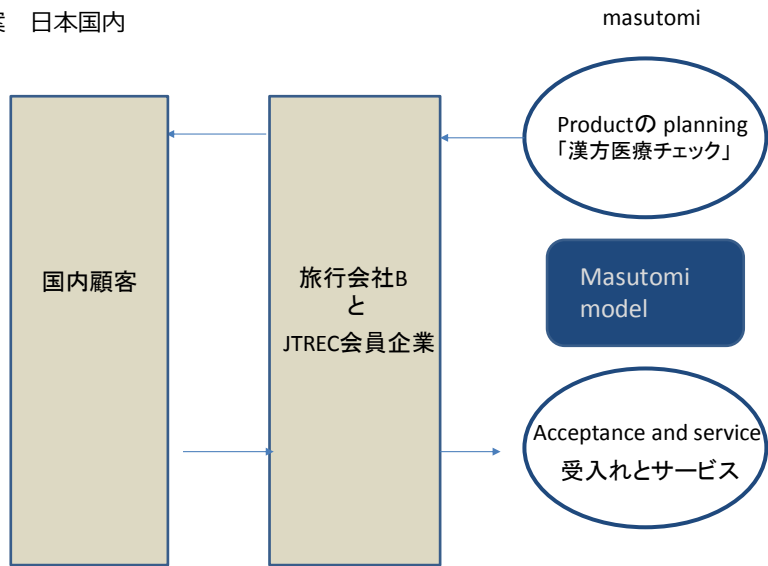 案　日本国内
masutomi
Productの planning
「漢方医療チェック」
国内顧客
旅行会社B
と
JTREC会員企業
Masutomi
model
Acceptance and service
受入れとサービス